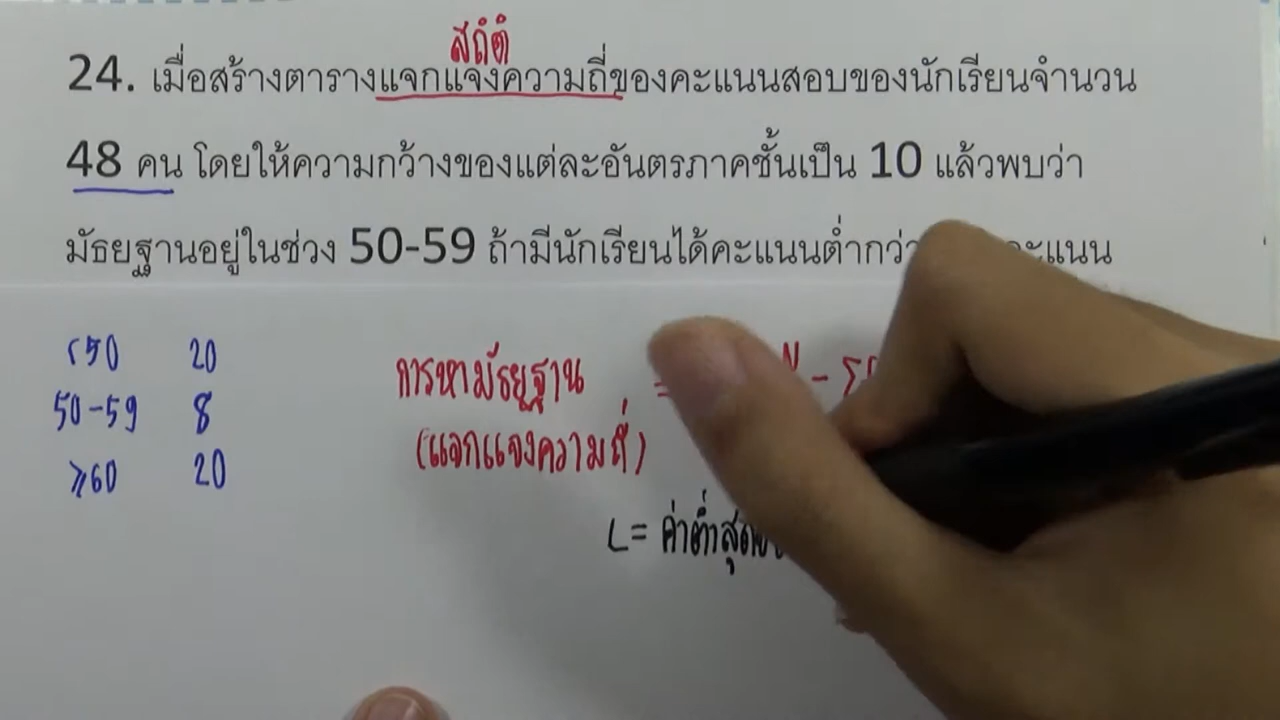 สถิติ
24. เมื่อสร้างตารางแจกแจงความถี่ของคะแนนสอบของนักเรียนจำนวน
48 คน โดยให้ความกว้างของแต่ละอันตรภาคชั้นเป็น 10 แล้วพบว่า
มัธยฐานอยู่ในช่วง 50-59 ถ้ามีนักเรียนได้คะแนนต่ำกว่า
<50 20
50-59 8
≥60 20
การหามัธยฐาน = N - Σf
(แจกแจงความถี่)
L = ค่าต่ำสุด